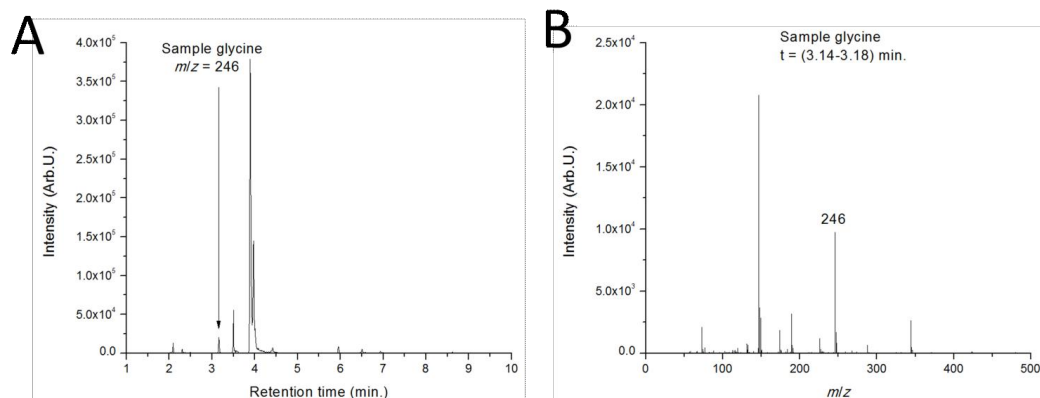 A
Sample glycine
m/z = 246
4.0x10⁵
3.5x10⁵
3.0x10⁵
2.5x10⁵
2.0x10⁵
1.5x10⁵
1.0x10⁵
5.0x10⁴
0.0
Intensity (Arb.U.)
1 2 3 4 5 6 7 8 9 10
Retention time (min.)
B
Sample glycine
t = (3.14-3.18) min.
246
2.5x10⁴
2.0x10⁴
1.5x10⁴
1.0x10⁴
5.0x10³
0.0
Intensity (Arb.U.)
0 100 200 300 400 500
m/z